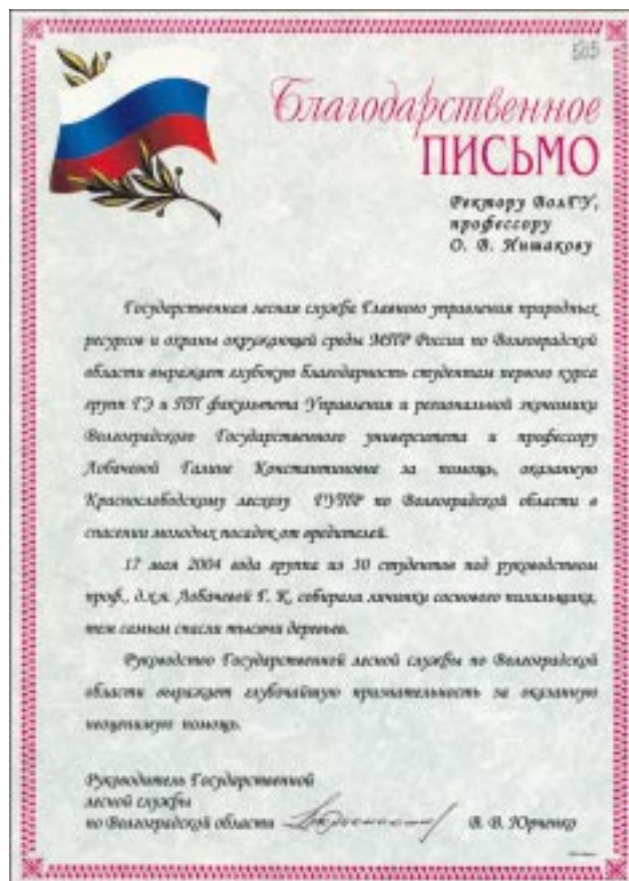 505
Благодарственное
ПИСЬМО
Ректору ВолГУ,
профессору
О. В. Иншакову
Государственная лесная служба Главного управления природных
ресурсов и охраны окружающей среды МПР России по Волгоградской
области выражает глубокую благодарность студентам первого курса
групп ГЭ и ПП факультета Управления и региональной экономики
Волгоградского Государственного университета и профессору
Лобачевой Галине Константиновне за помощь, оказанную
Краснослободскому лесхозу ГУПР по Волгоградской области в
спасении молодых посадок от вредителей.
17 мая 2004 года группа из 30 студентов под руководством
проф., д.х.н. Лобачевой Г. К. собирала личинки соснового пилильщика,
тем самым спасли тысячи деревьев.
Руководство Государственной лесной службы по Волгоградской
области выражает глубочайшую признательность за оказанную
неоценимую помощь.
Руководитель Государственной
лесной службы
по Волгоградской области В. В. Юрченко